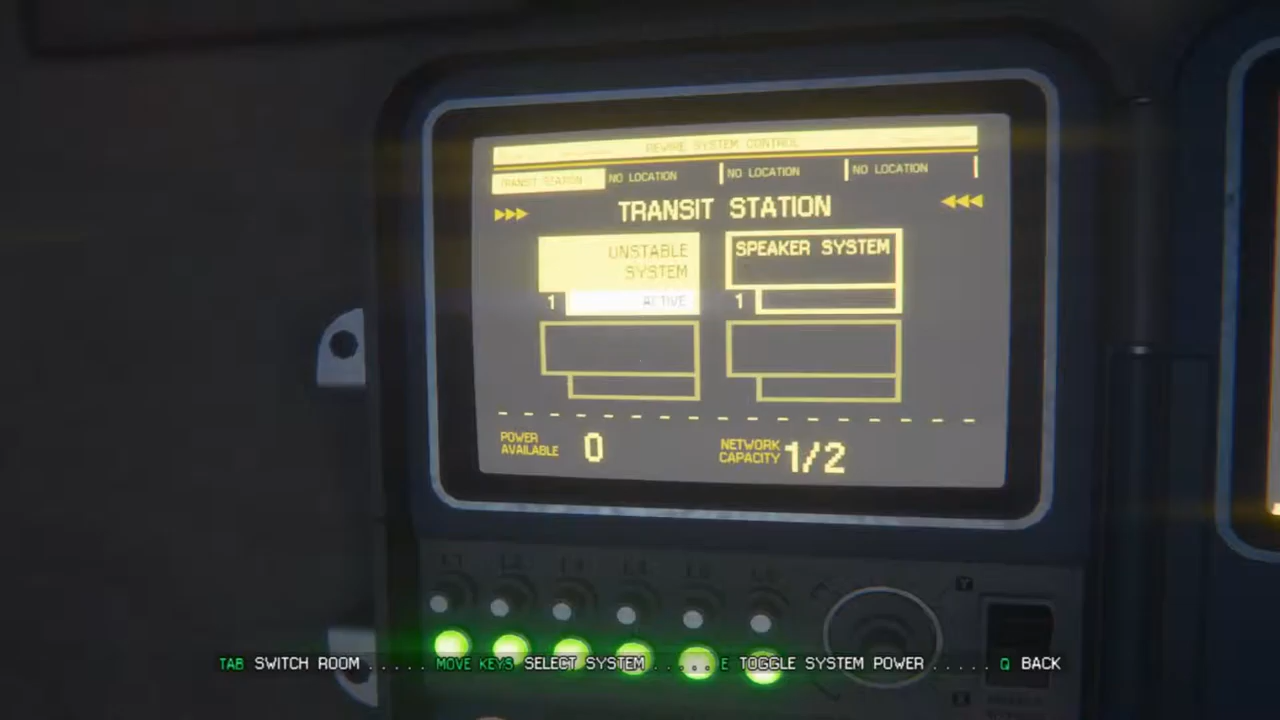 REWIRE SYSTEM CONTROL
TRANSIT STATION NO LOCATION NO LOCATION NO LOCATION
TRANSIT STATION
UNSTABLE SYSTEM
1 ACTIVE
SPEAKER SYSTEM
1
POWER AVAILABLE 0
NETWORK CAPACITY 1/2
Y
TAB SWITCH ROOM ..... MOVE KEYS SELECT SYSTEM ..... E TOGGLE SYSTEM POWER ..... Q BACK